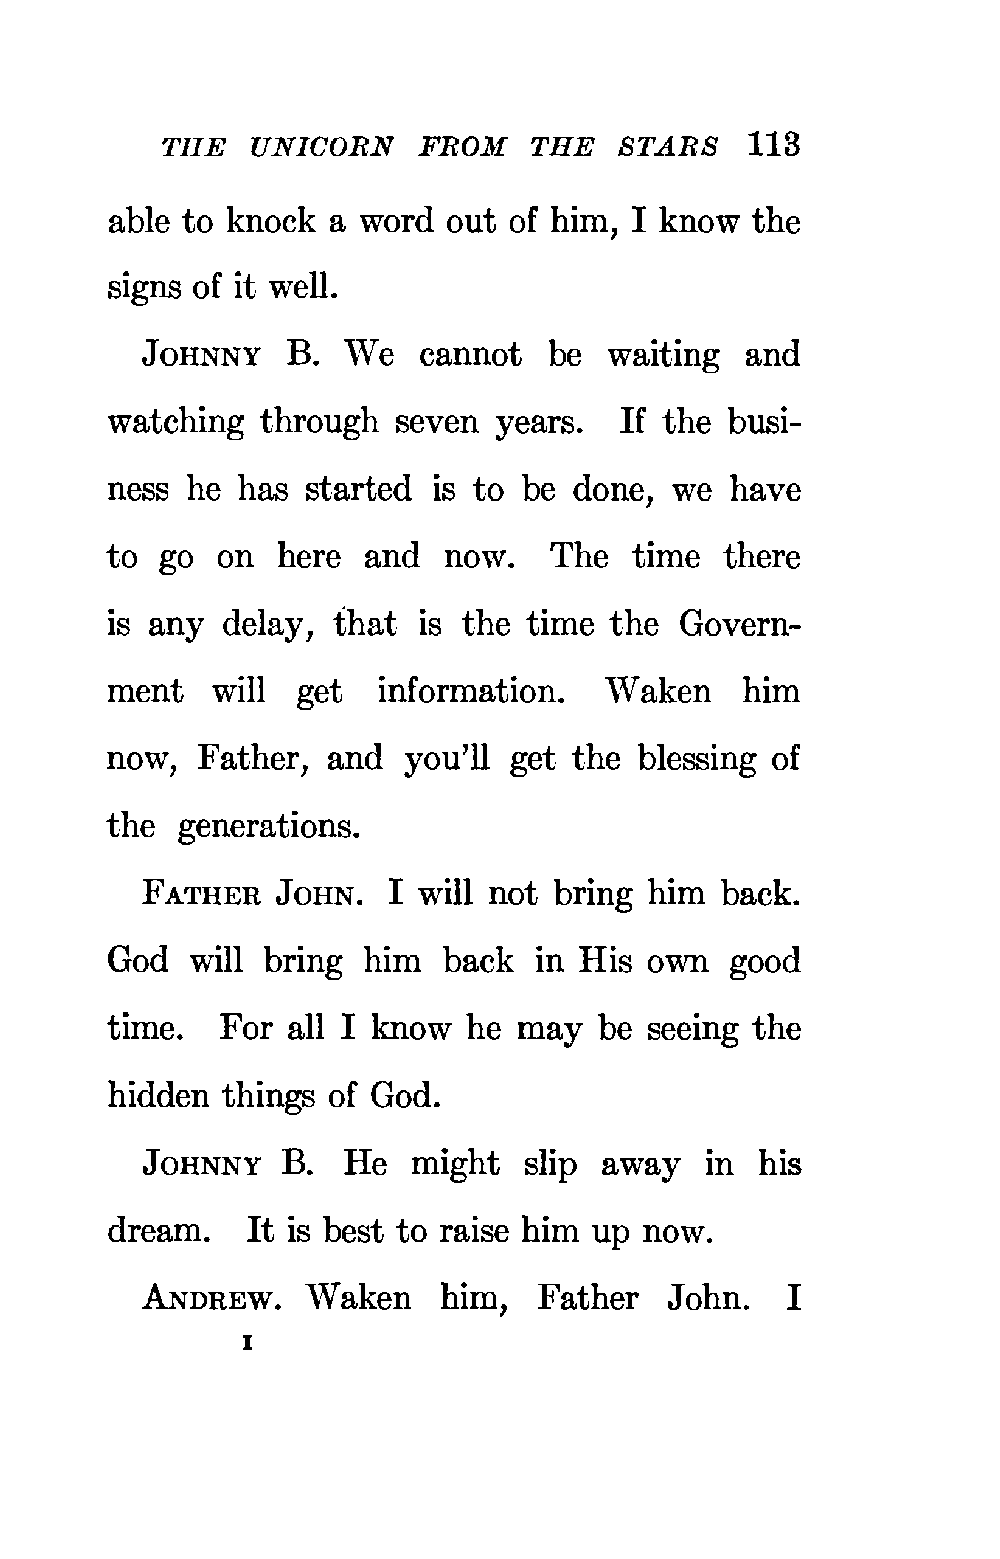 THE UNICORN FROM THE STARS 113
able to knock a word out of him, I know the
signs of it well.
JOHNNY B. We cannot be waiting and
watching through seven years. If the busi-
ness he has started is to be done, we have
to go on here and now. The time there
is any delay, that is the time the Govern-
ment will get information. Waken him
now, Father, and you'll get the blessing of
the generations.
FATHER JOHN. I will not bring him back.
God will bring him back in His own good
time. For all I know he may be seeing the
hidden things of God.
JOHNNY B. He might slip away in his
dream. It is best to raise him up now.
ANDREW. Waken him, Father John. I
I